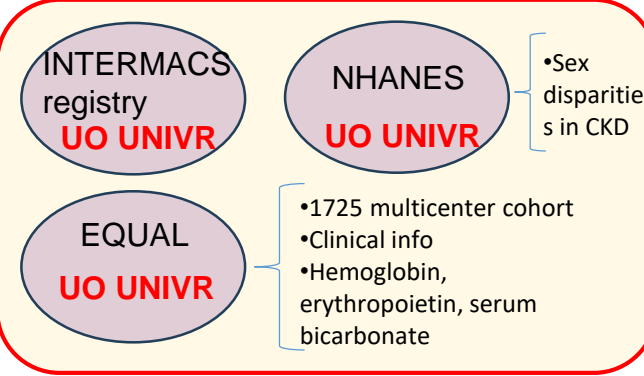 INTERMACS
registry
UO UNIVR
NHANES
UO UNIVR
•Sex
disparitie
s in CKD
EQUAL
UO UNIVR
•1725 multicenter cohort
•Clinical info
•Hemoglobin,
erythropoietin, serum
bicarbonate